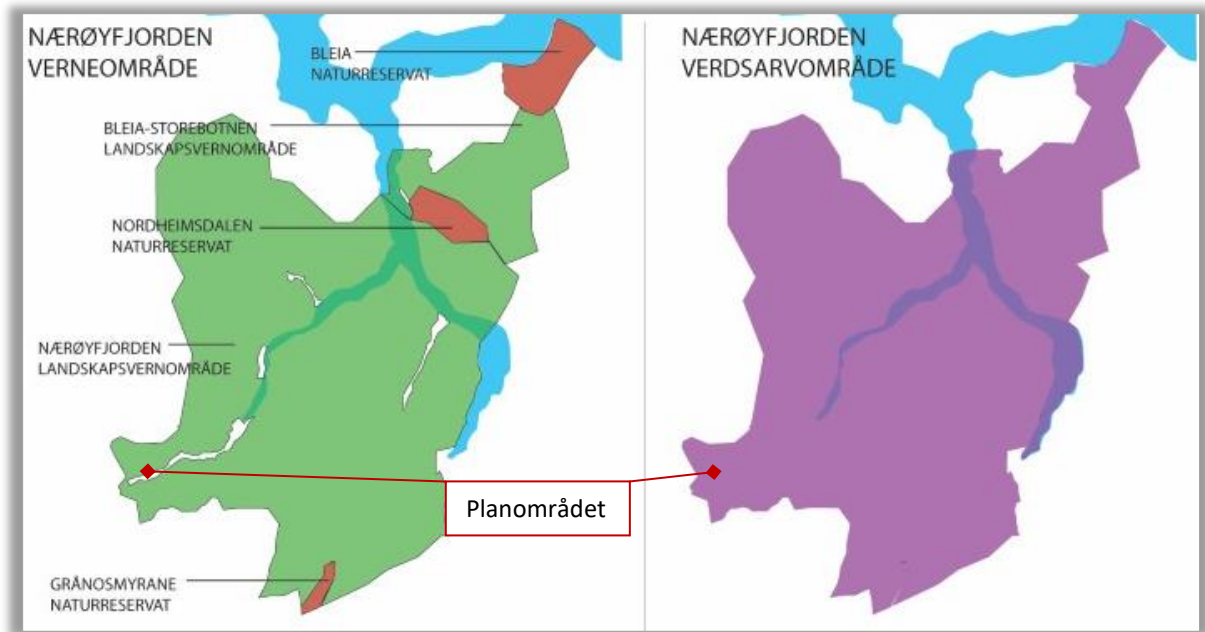 NÆRØYFJORDEN
VERNEOMRÅDE
BLEIA
NATURRESERVAT
BLEIA-STOREBOTNEN
LANDSKAPSVERNOMRÅDE
NORDHEIMSDALEN
NATURRESERVAT
NÆRØYFJORDEN
LANDSKAPSVERNOMRÅDE
GRÅNOSMYRANE
NATURRESERVAT
Planområdet
NÆRØYFJORDEN
VERDSARVOMRÅDE